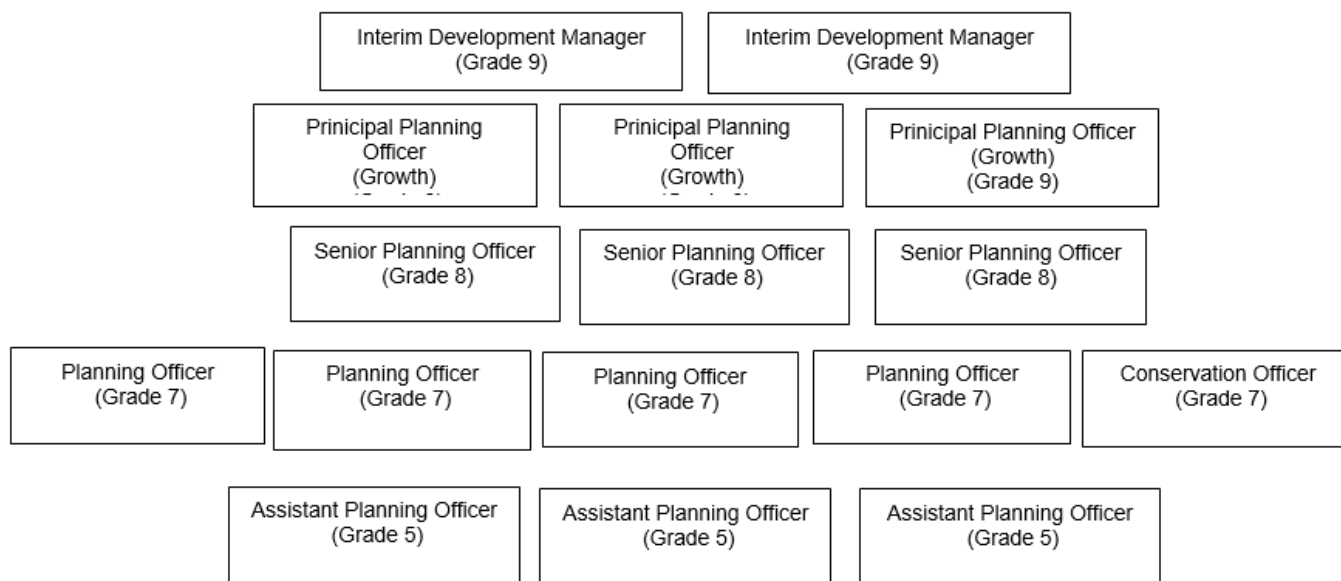 Interim Development Manager
(Grade 9)
Interim Development Manager
(Grade 9)
Prinicipal Planning
Officer
(Growth)
Prinicipal Planning
Officer
(Growth)
Prinicipal Planning Officer
(Growth)
(Grade 9)
Senior Planning Officer
(Grade 8)
Senior Planning Officer
(Grade 8)
Senior Planning Officer
(Grade 8)
Planning Officer
(Grade 7)
Planning Officer
(Grade 7)
Planning Officer
(Grade 7)
Planning Officer
(Grade 7)
Conservation Officer
(Grade 7)
Assistant Planning Officer
(Grade 5)
Assistant Planning Officer
(Grade 5)
Assistant Planning Officer
(Grade 5)